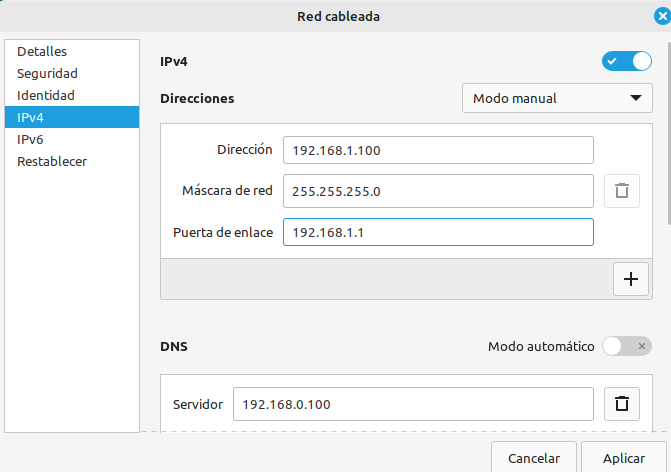 Red cableada
Detalles
Seguridad
Identidad
IPv4
IPv6
Restablecer
IPv4
Direcciones
Modo manual
Dirección
192.168.1.100
Máscara de red
255.255.255.0
Puerta de enlace
192.168.1.1
DNS
Modo automático
Servidor
192.168.0.100
Cancelar
Aplicar